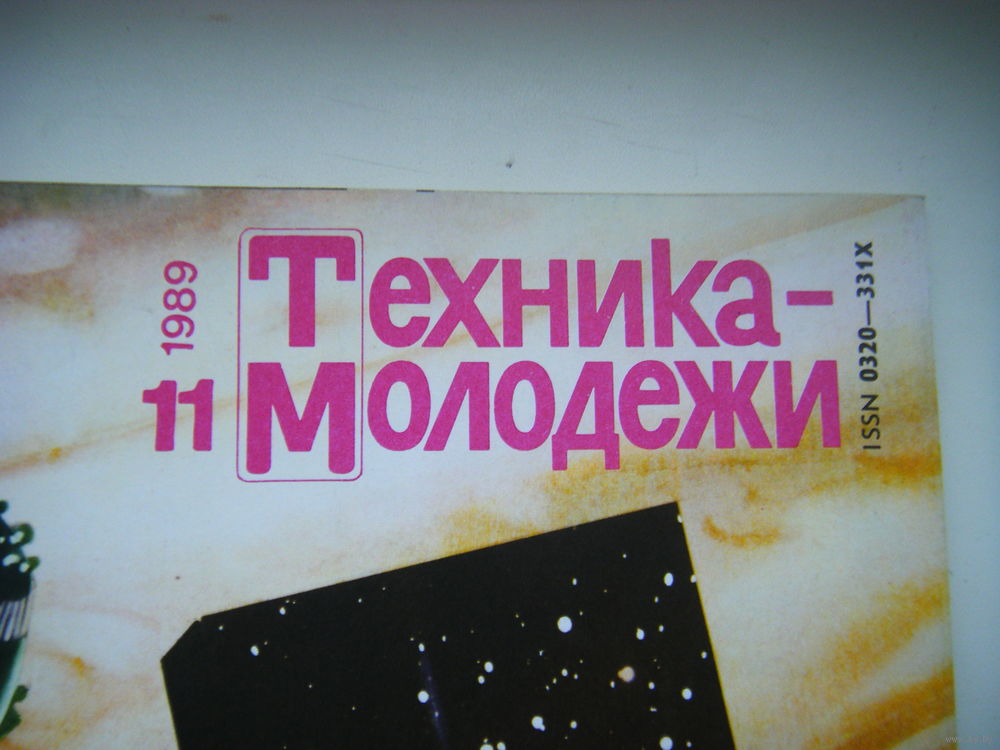 1989
11
Техника-
Молодежи
ISSN 0320—331X